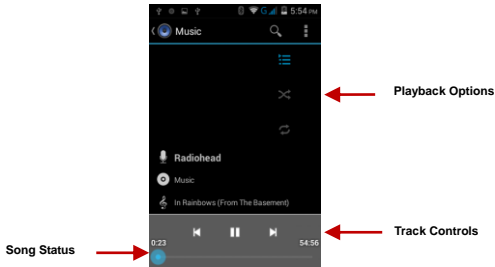 G 5:54 PM
Music
Playback Options
Radiohead
Music
In Rainbows (From The Basement)
Track Controls
0:23 54:56
Song Status